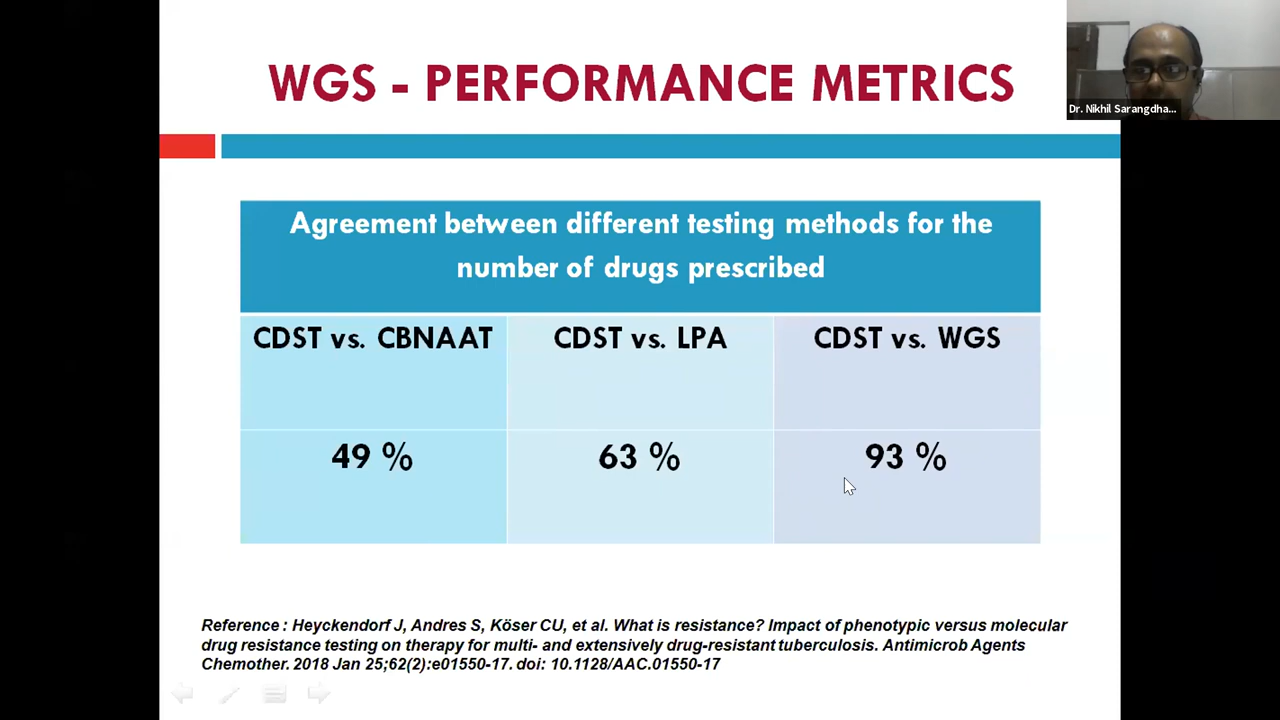 WGS - PERFORMANCE METRICS
Dr. Nikhil Sarangdha...
Agreement between different testing methods for the
number of drugs prescribed
CDST vs. CBNAAT
CDST vs. LPA
CDST vs. WGS
49 %
63 %
93 %
Reference : Heyckendorf J, Andres S, Köser CU, et al. What is resistance? Impact of phenotypic versus molecular
drug resistance testing on therapy for multi- and extensively drug-resistant tuberculosis. Antimicrob Agents
Chemother. 2018 Jan 25;62(2):e01550-17. doi: 10.1128/AAC.01550-17